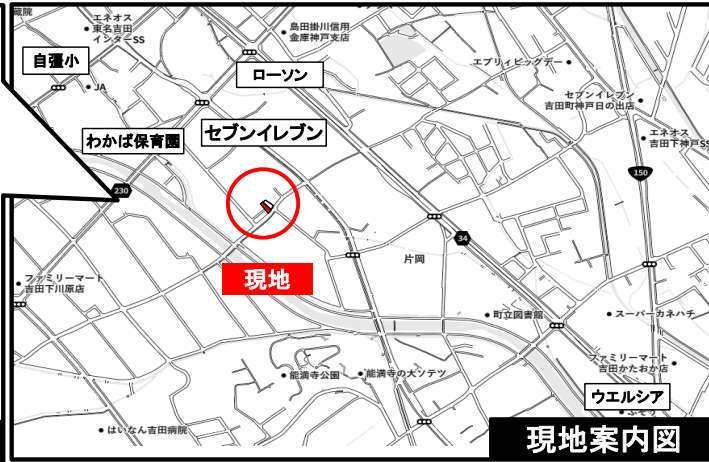 蔵院
エネオス
東名吉田
インターSS
島田掛川信用
金庫神戸支店
自彊小
ローソン
エブリィビッグデー
JA
セブンイレブン
吉田町神戸日の出店
わかば保育園
セブンイレブン
エネオス
吉田下神戸SS
150
230
34
片岡
現地
ファミリーマート
吉田下川原店
町立図書館
スーパーカネハチ
ファミリーマート
吉田かたおか店
能満寺公園
能満寺の大ソテツ
ウエルシア
はいなん吉田病院
現地案内図